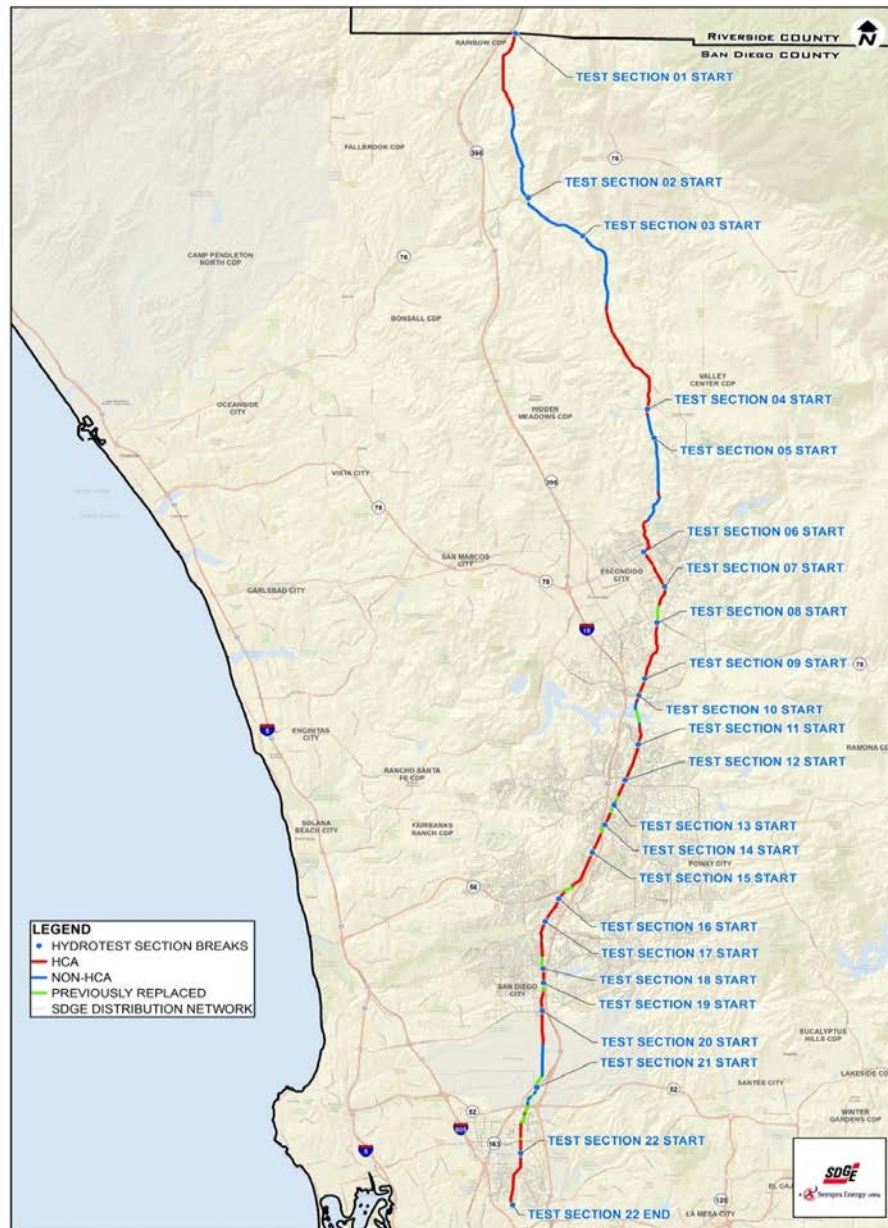 RIVERSIDE COUNTY
SAN DIEGO COUNTY
N
RAINBOW CDP
TEST SECTION 01 START
FALLBROOK CDP
395
76
TEST SECTION 02 START
TEST SECTION 03 START
CAMP PENDLETON
NORTH CDP
76
BONSALL CDP
VALLEY
CENTER CDP
OCEANSIDE
CITY
HIDDEN
MEADOWS CDP
TEST SECTION 04 START
TEST SECTION 05 START
VISTA CITY
395
78
TEST SECTION 06 START
SAN MARCOS
CITY
ESCONDIDO
CITY
TEST SECTION 07 START
78
CARLSBAD CITY
TEST SECTION 08 START
15
TEST SECTION 09 START
78
TEST SECTION 10 START
ENCINITAS
CITY
5
TEST SECTION 11 START
RAMONA CD
RANCHO SANTA
FE CDP
TEST SECTION 12 START
SOLANA
BEACH CITY
FAIRBANKS
RANCH CDP
TEST SECTION 13 START
TEST SECTION 14 START
POWAY CITY
TEST SECTION 15 START
56
TEST SECTION 16 START
TEST SECTION 17 START
LEGEND
HYDROTEST SECTION BREAKS
HCA
NON-HCA
PREVIOUSLY REPLACED
SDGE DISTRIBUTION NETWORK
TEST SECTION 18 START
SAN DIEGO
CITY
TEST SECTION 19 START
TEST SECTION 20 START
EUCALYPTUS
HILLS CDP
TEST SECTION 21 START
LAKESIDE CD
52
SANTEE CITY
52
WINTER
GARDENS CDP
805
163
5
TEST SECTION 22 START
SDGE
A Sempra Energy utility
EL CAJ
125
TEST SECTION 22 END
LA MESA CITY